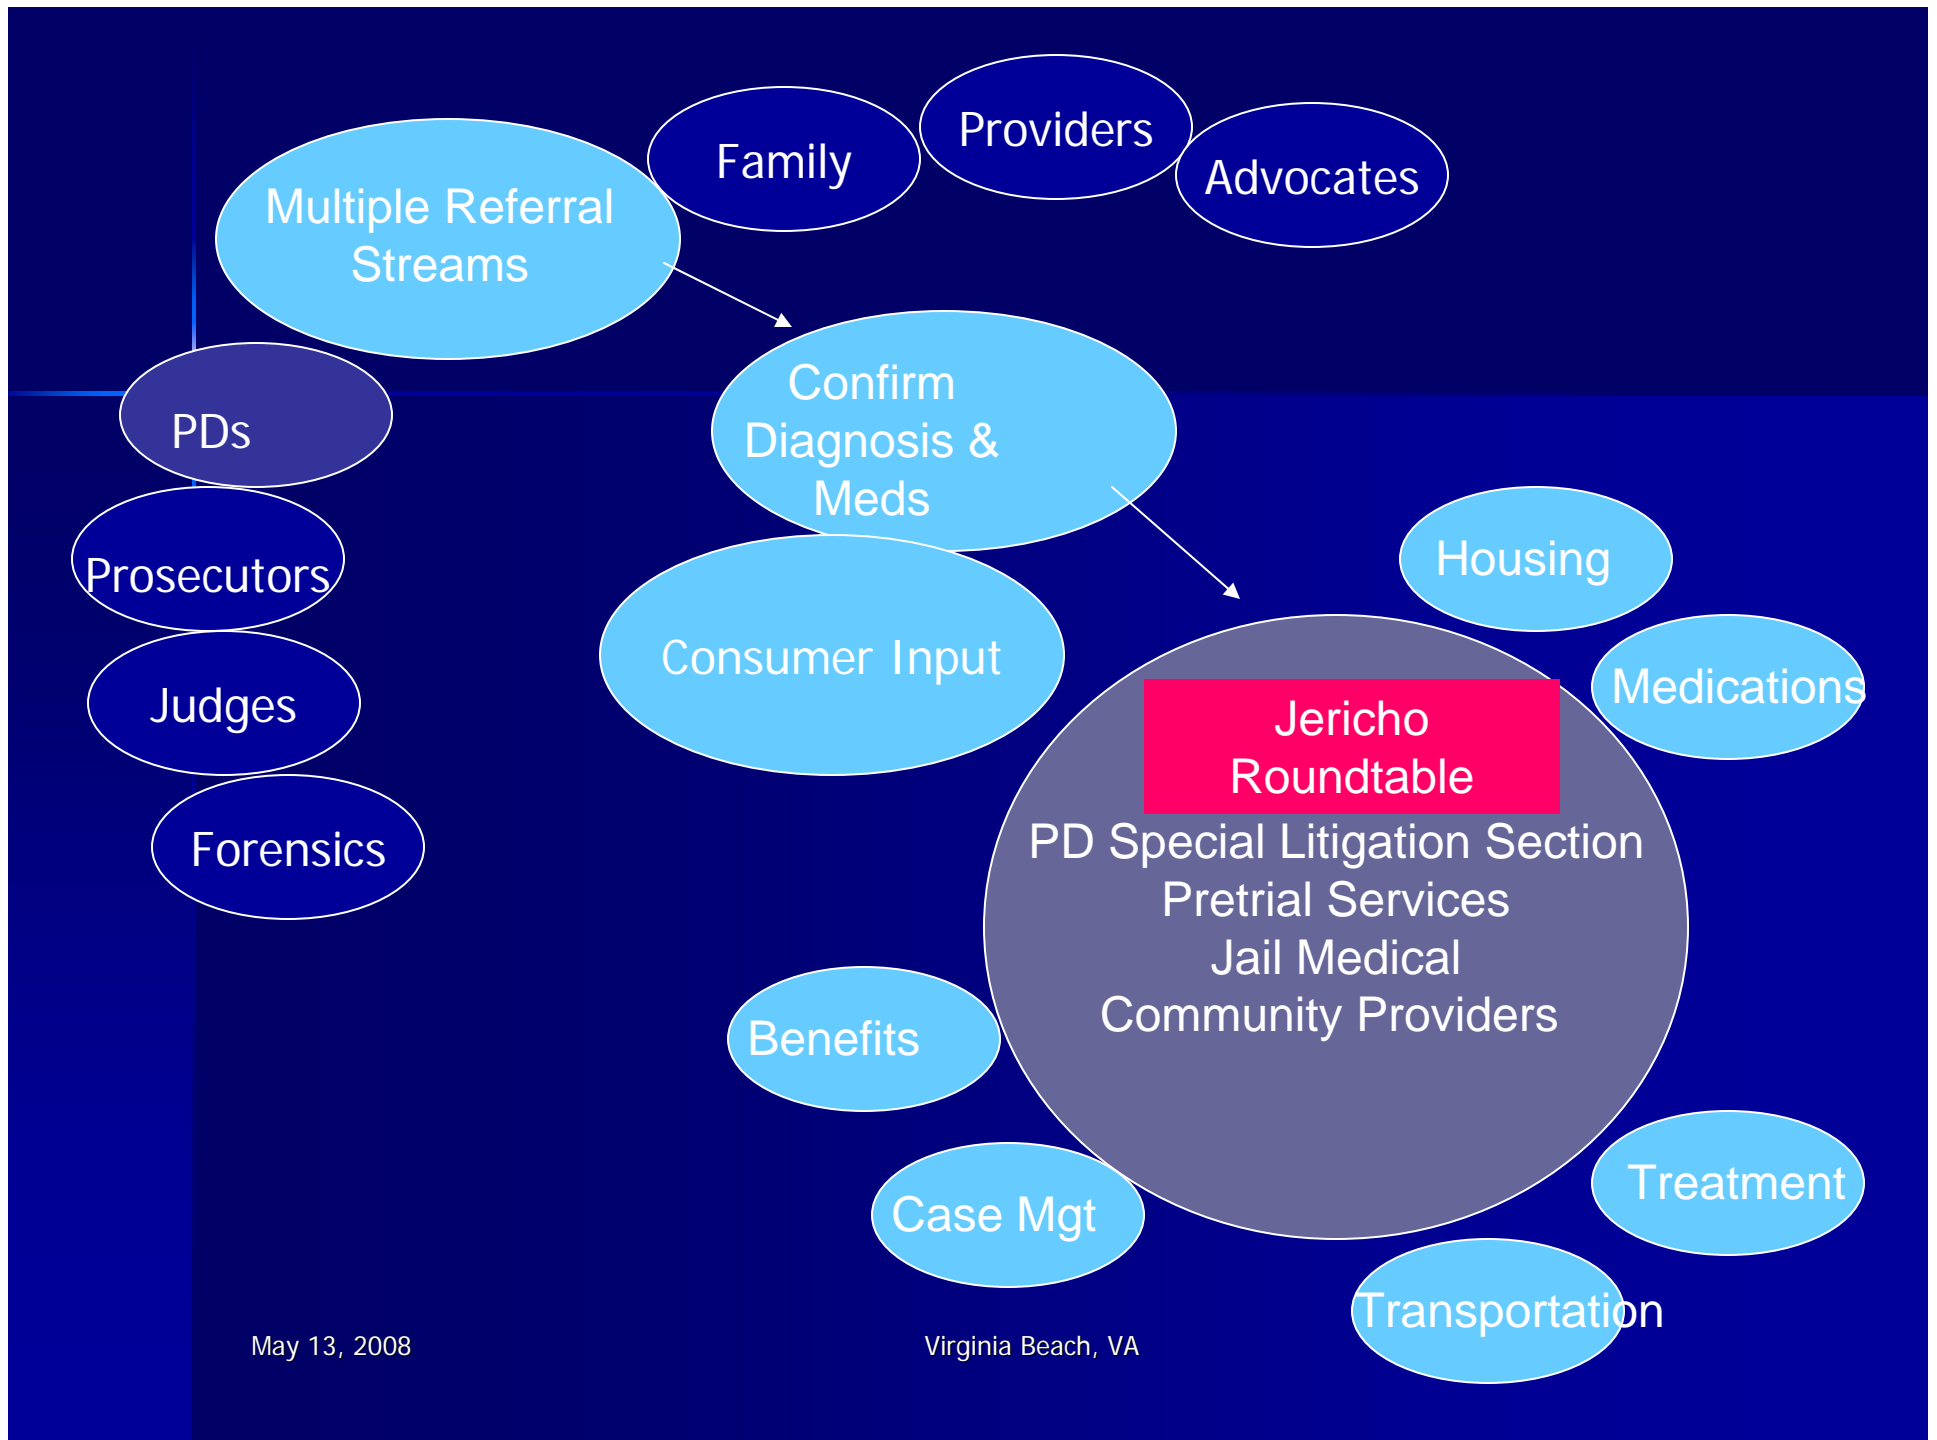 Providers
Family
Advocates
Multiple Referral
Streams
Confirm
Diagnosis &
Meds
PDs
Prosecutors
Judges
Forensics
Consumer Input
Housing
Medications
Jericho
Roundtable
PD Special Litigation Section
Pretrial Services
Jail Medical
Community Providers
Benefits
Case Mgt
Treatment
Transportation
May 13, 2008
Virginia Beach, VA